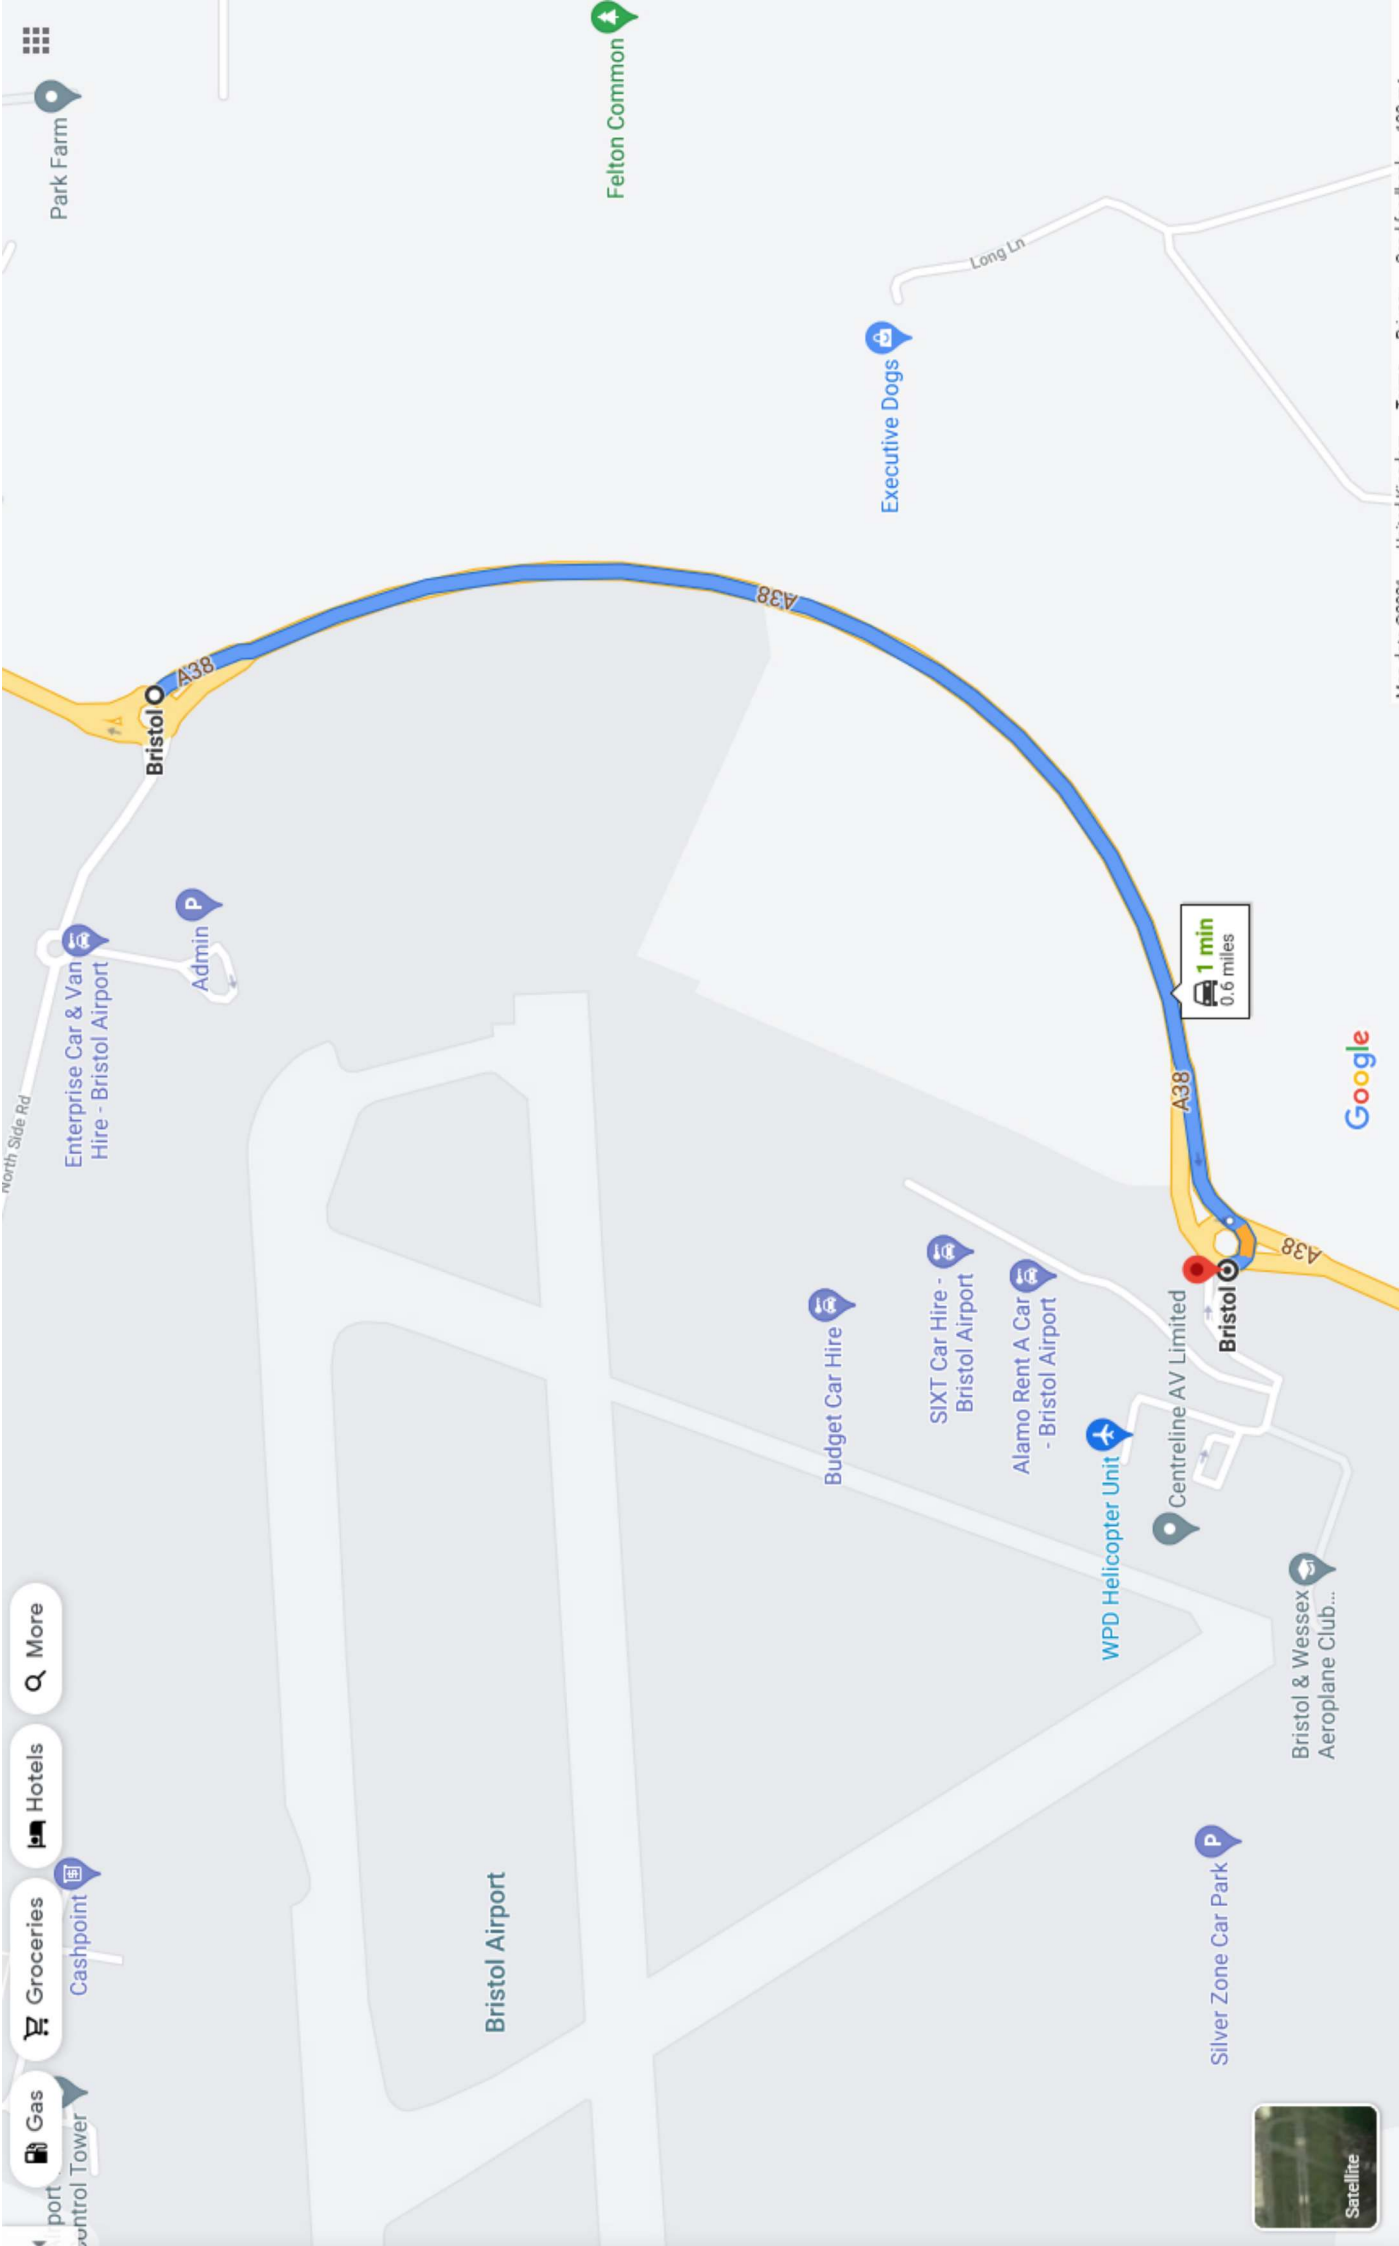 Gas
Groceries
Hotels
More
Control Tower
Cashpoint
North Side Rd
Enterprise Car & Van
Hire - Bristol Airport
Admin
Bristol
A38
Park Farm
Felton Common
Bristol Airport
A38
Budget Car Hire
Executive Dogs
SIXT Car Hire -
Bristol Airport
Alamo Rent A Car
- Bristol Airport
Long Ln
WPD Helicopter Unit
Centreline AV Limited
A38
1 min
0.6 miles
Silver Zone Car Park
Bristol
A38
Bristol & Wessex
Aeroplane Club...
Satellite
Google